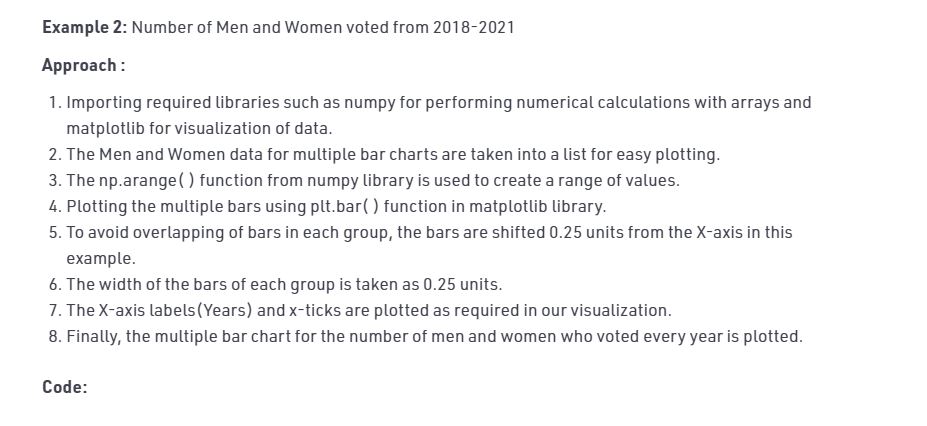 Example 2: Number of Men and Women voted from 2018-2021
Approach :
1. Importing required libraries such as numpy for performing numerical calculations with arrays and
matplotlib for visualization of data.
2. The Men and Women data for multiple bar charts are taken into a list for easy plotting.
3. The np.arange( ) function from numpy library is used to create a range of values.
4. Plotting the multiple bars using plt.bar( ) function in matplotlib library.
5. To avoid overlapping of bars in each group, the bars are shifted 0.25 units from the X-axis in this
example.
6. The width of the bars of each group is taken as 0.25 units.
7. The X-axis labels(Years) and x-ticks are plotted as required in our visualization.
8. Finally, the multiple bar chart for the number of men and women who voted every year is plotted.
Code: